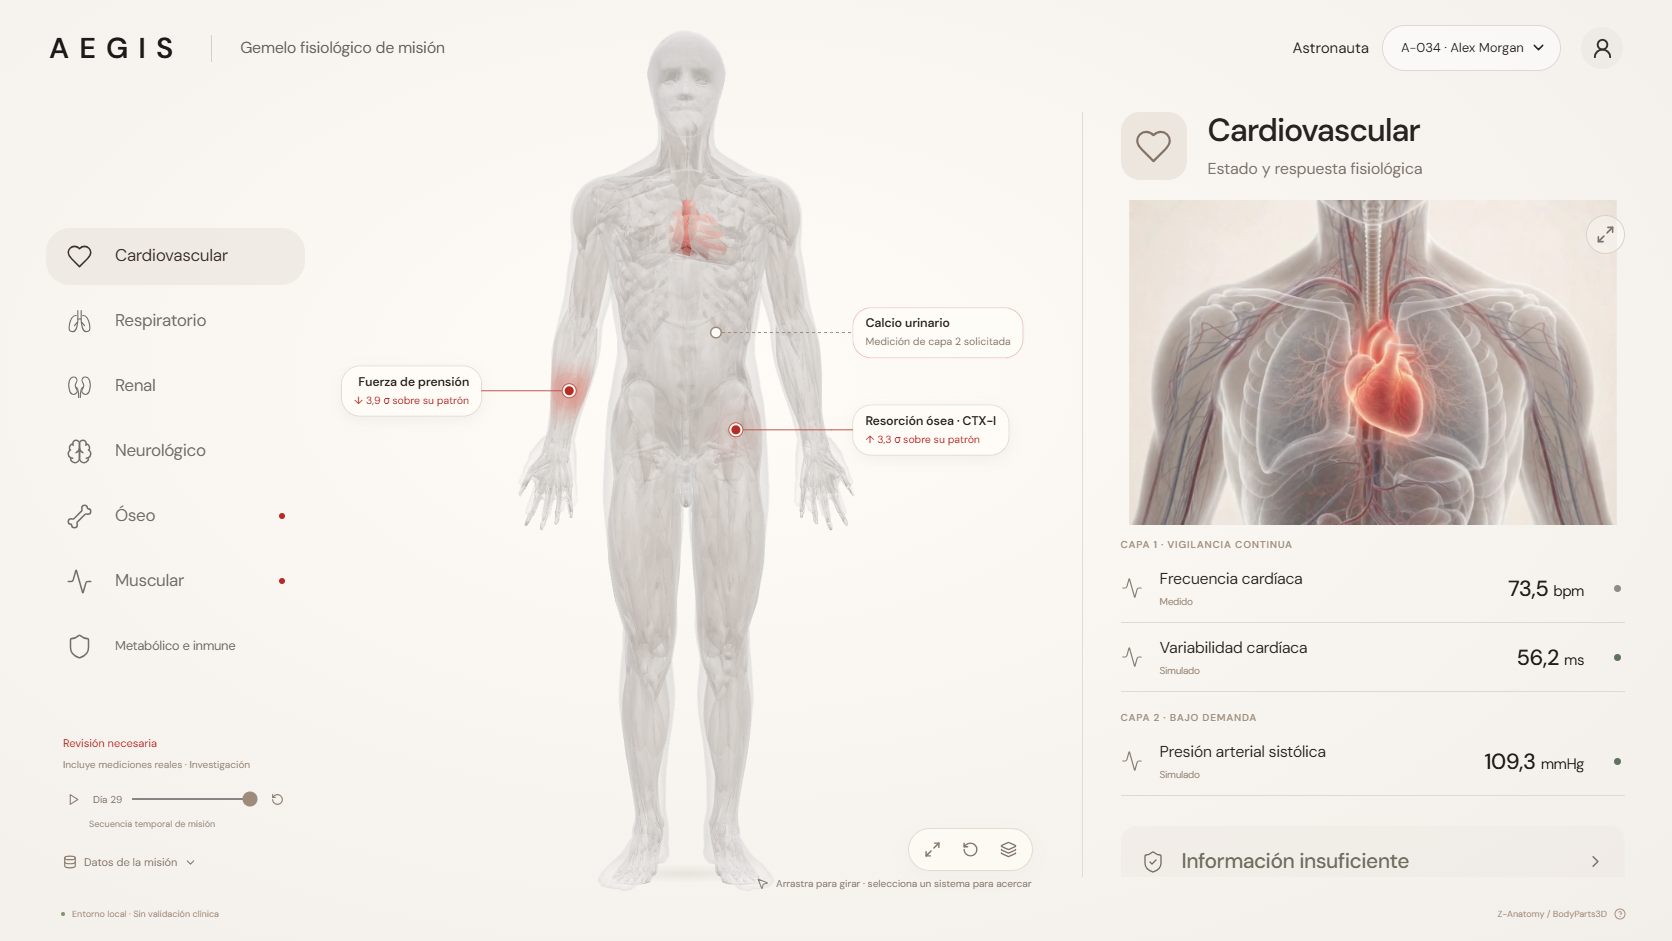 AEGIS
Gemelo fisiológico de misión
Astronauta
A-034 · Alex Morgan
Cardiovascular
Respiratorio
Renal
Neurológico
Óseo
Muscular
Metabólico e inmune
Revisión necesaria
Incluye mediciones reales · Investigación
Día 29
Secuencia temporal de misión
Datos de la misión
Entorno local · Sin validación clínica
Fuerza de prensión
↓ 3,9 σ sobre su patrón
Calcio urinario
Medición de capa 2 solicitada
Resorción ósea · CTX-I
↑ 3,3 σ sobre su patrón
Arrastra para girar · selecciona un sistema para acercar
Cardiovascular
Estado y respuesta fisiológica
CAPA 1 · VIGILANCIA CONTINUA
Frecuencia cardíaca
73,5 bpm
Medido
Variabilidad cardíaca
56,2 ms
Simulado
CAPA 2 · BAJO DEMANDA
Presión arterial sistólica
109,3 mmHg
Simulado
Información insuficiente
Z-Anatomy / BodyParts3D